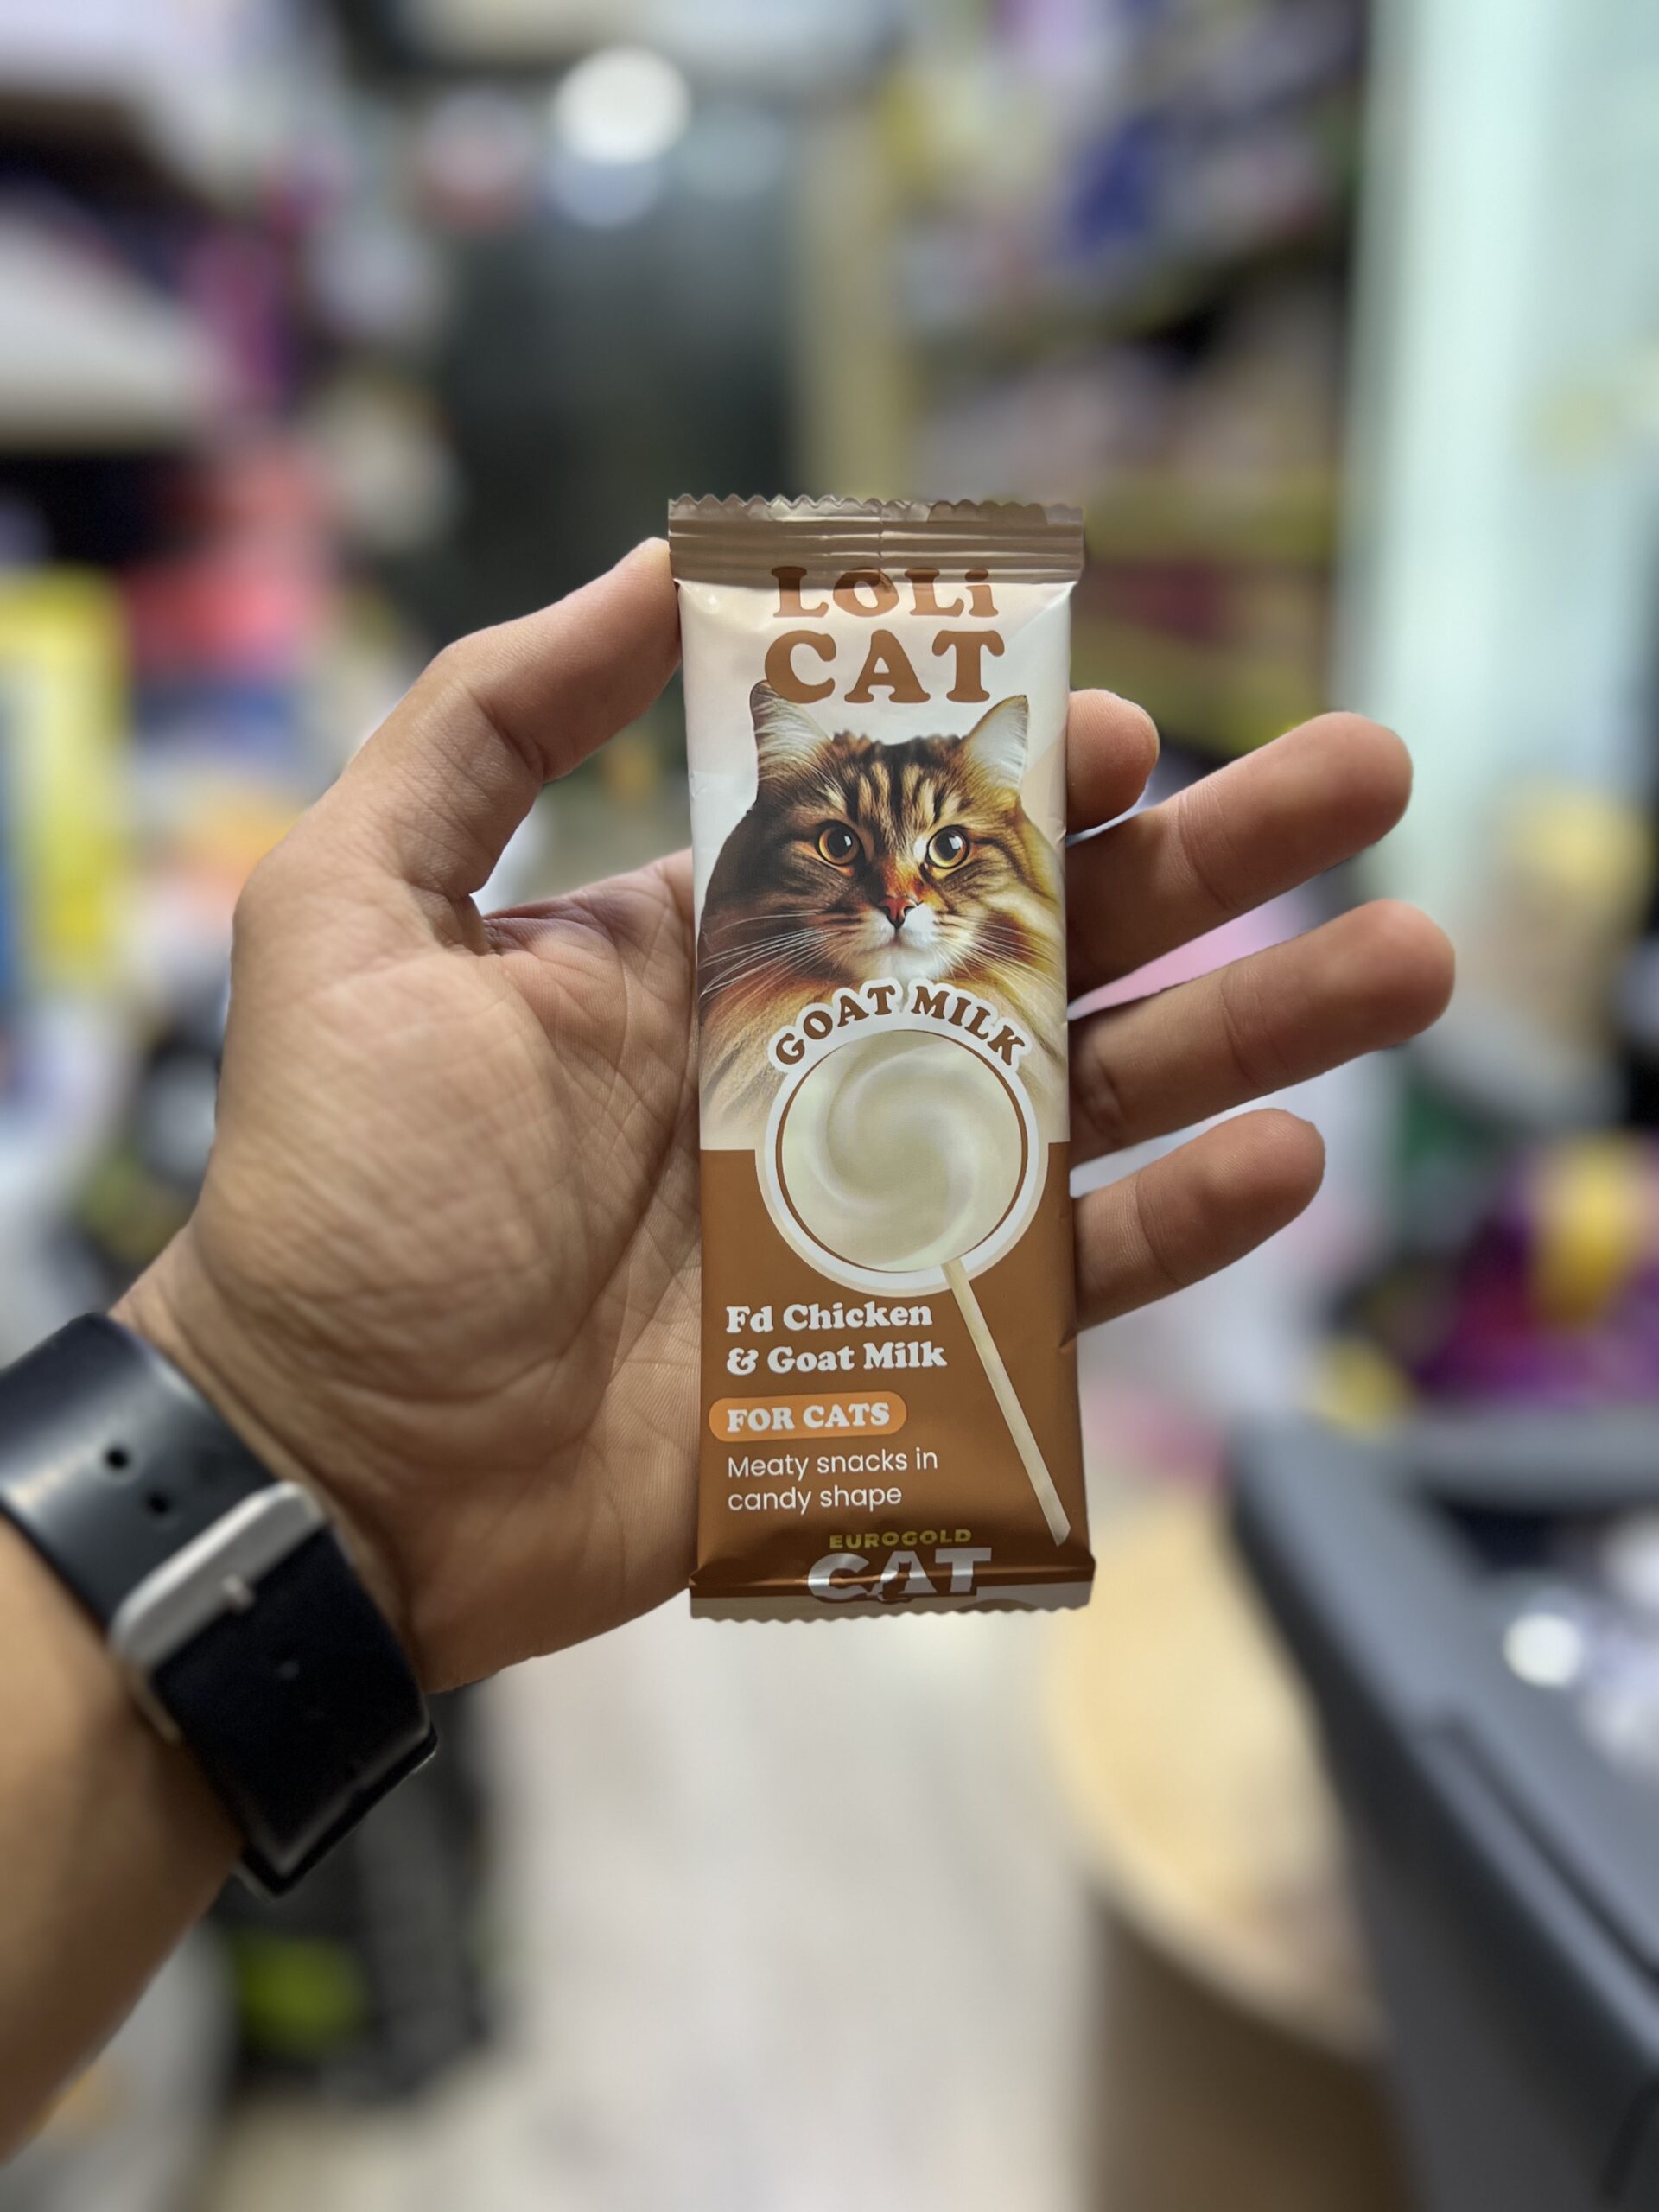 LOLi
CAT
GOAT MILK
Fd Chicken
& Goat Milk
FOR CATS
Meaty snacks in
candy shape
EUROGOLD
CAT